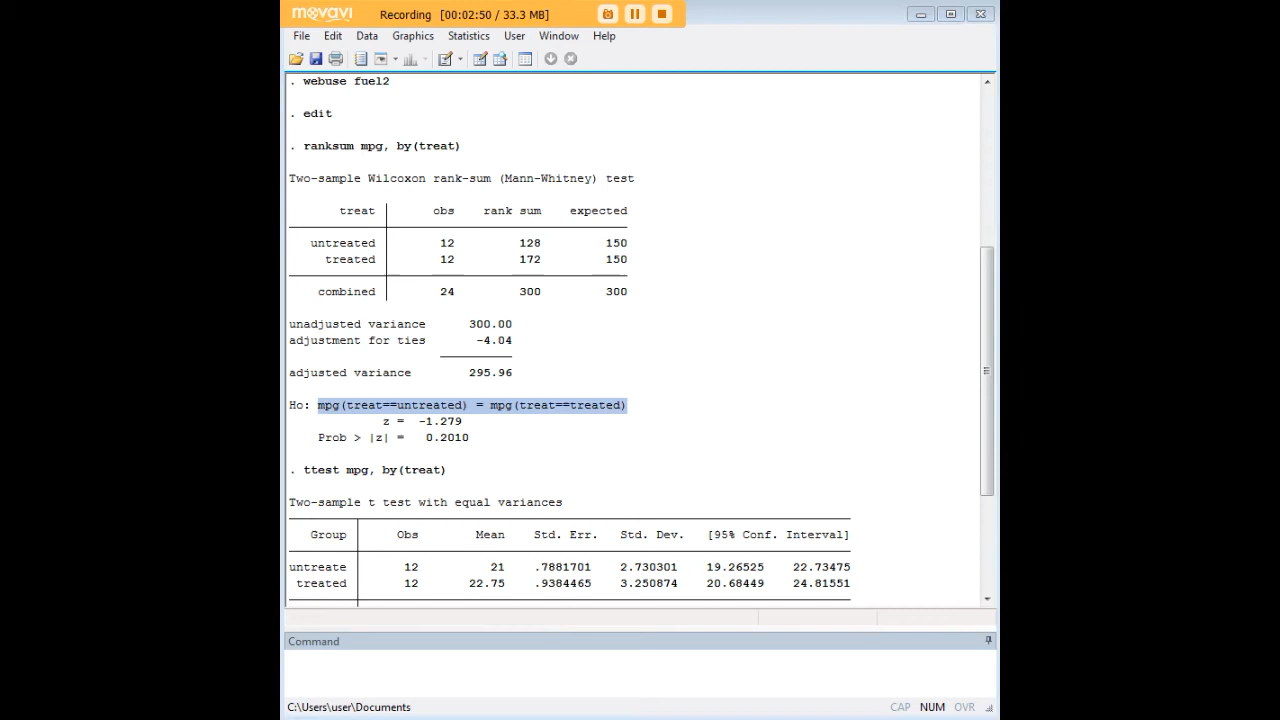 movavi Recording [00:02:50 / 33.3 MB]
File Edit Data Graphics Statistics User Window Help
. webuse fuel2
. edit
. ranksum mpg, by(treat)
Two-sample Wilcoxon rank-sum (Mann-Whitney) test
treat obs rank sum expected
untreated 12 128 150
treated 12 172 150
combined 24 300 300
unadjusted variance 300.00
adjustment for ties -4.04
adjusted variance 295.96
Ho: mpg(treat==untreated) = mpg(treat==treated)
z = -1.279
Prob > |z| = 0.2010
. ttest mpg, by(treat)
Two-sample t test with equal variances
Group Obs Mean Std. Err. Std. Dev. [95% Conf. Interval]
untreate 12 21 .7881701 2.730301 19.26525 22.73475
treated 12 22.75 .9384465 3.250874 20.68449 24.81551
Command
C:\Users\user\Documents CAP NUM OVR